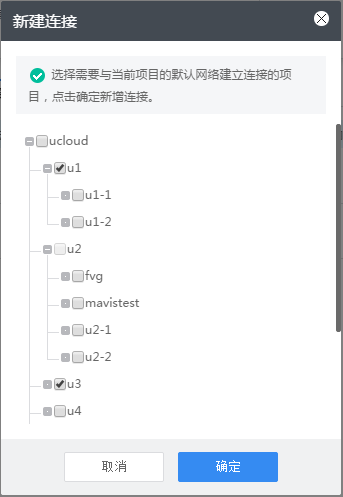 新建连接
选择需要与当前项目的默认网络建立连接的项
目，点击确定新增连接。
ucloud
u1
u1-1
u1-2
u2
fvg
mavistest
u2-1
u2-2
u3
u4
取消 确定